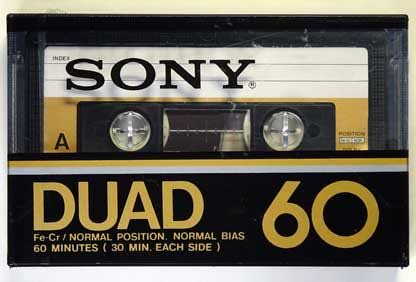 INDEX
SONY®
A
POSITION
DUAD 60
Fe-Cr / NORMAL POSITION. NORMAL BIAS
60 MINUTES ( 30 MIN. EACH SIDE )